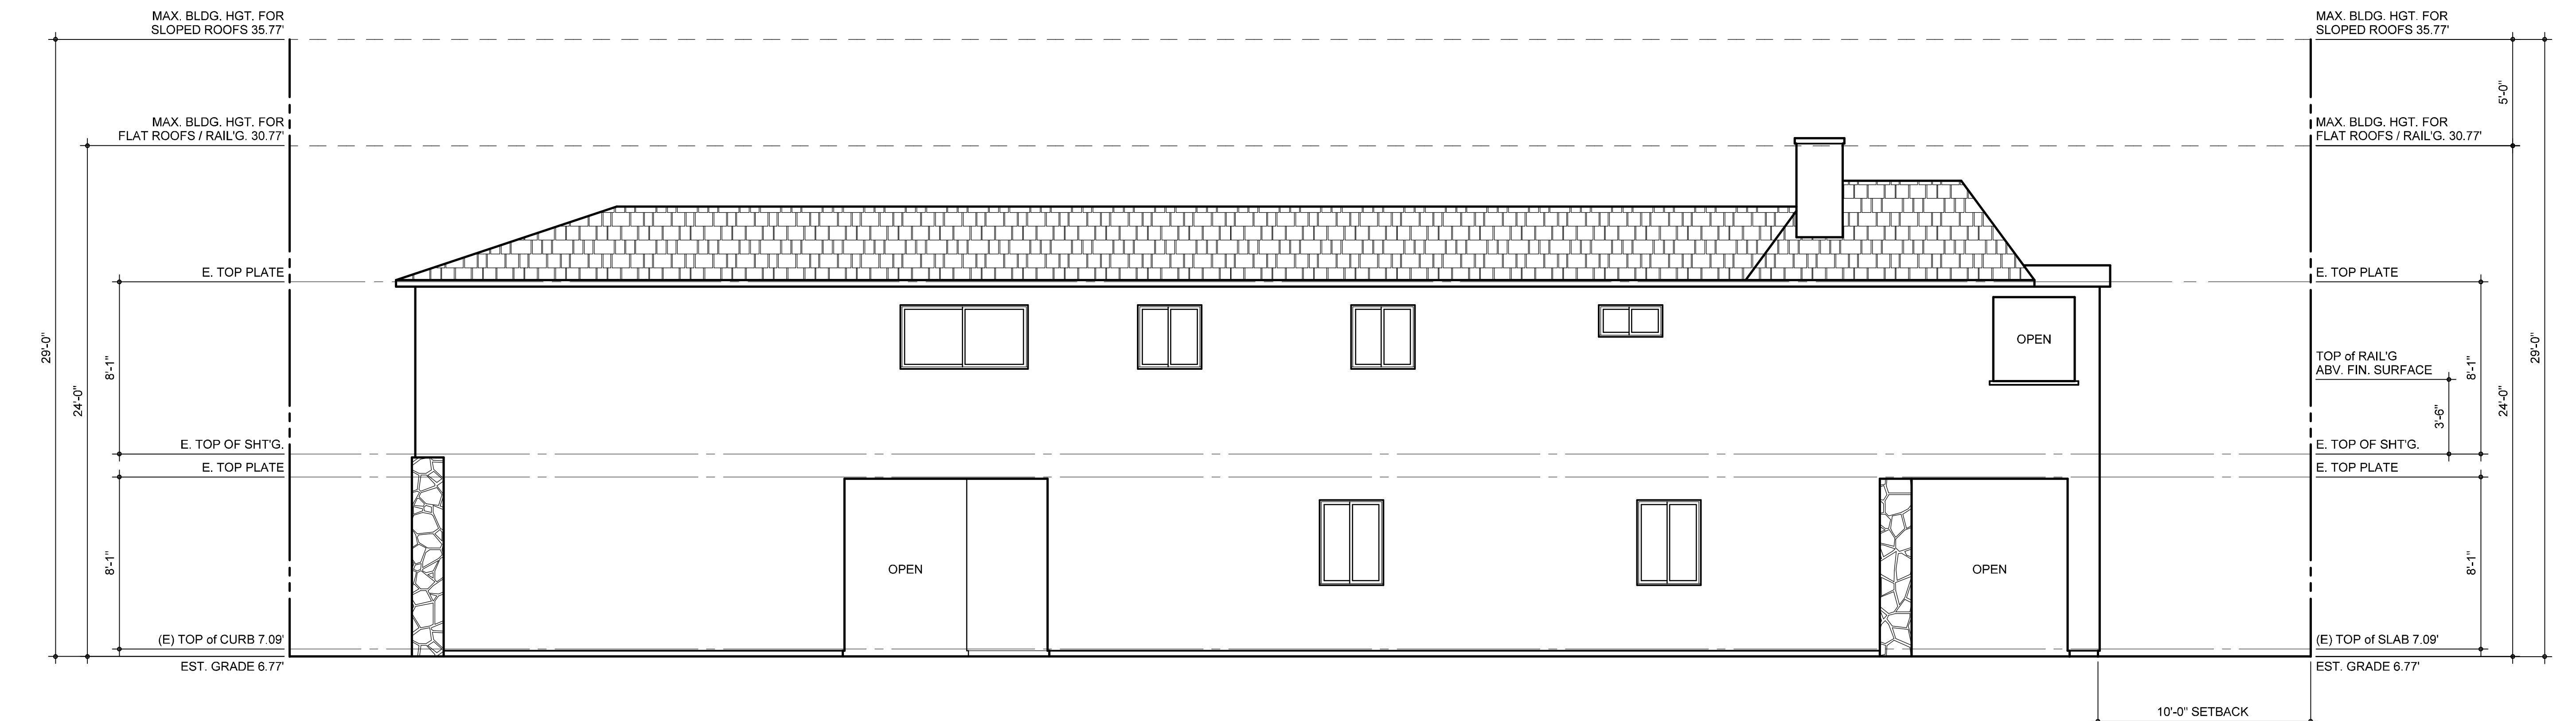 MAX. BLDG. HGT. FOR
SLOPED ROOFS 35.77'
MAX. BLDG. HGT. FOR
FLAT ROOFS / RAIL'G. 30.77'
E. TOP PLATE
E. TOP OF SHT'G.
E. TOP PLATE
(E) TOP of CURB 7.09'
EST. GRADE 6.77'
29'-0"
24'-0"
8'-1"
8'-1"
OPEN
OPEN
OPEN
MAX. BLDG. HGT. FOR
SLOPED ROOFS 35.77'
MAX. BLDG. HGT. FOR
FLAT ROOFS / RAIL'G. 30.77'
E. TOP PLATE
TOP of RAIL'G
ABV. FIN. SURFACE
E. TOP OF SHT'G.
E. TOP PLATE
(E) TOP of SLAB 7.09'
EST. GRADE 6.77'
3'-6"
8'-1"
8'-1"
5'-0"
24'-0"
29'-0"
10'-0" SETBACK